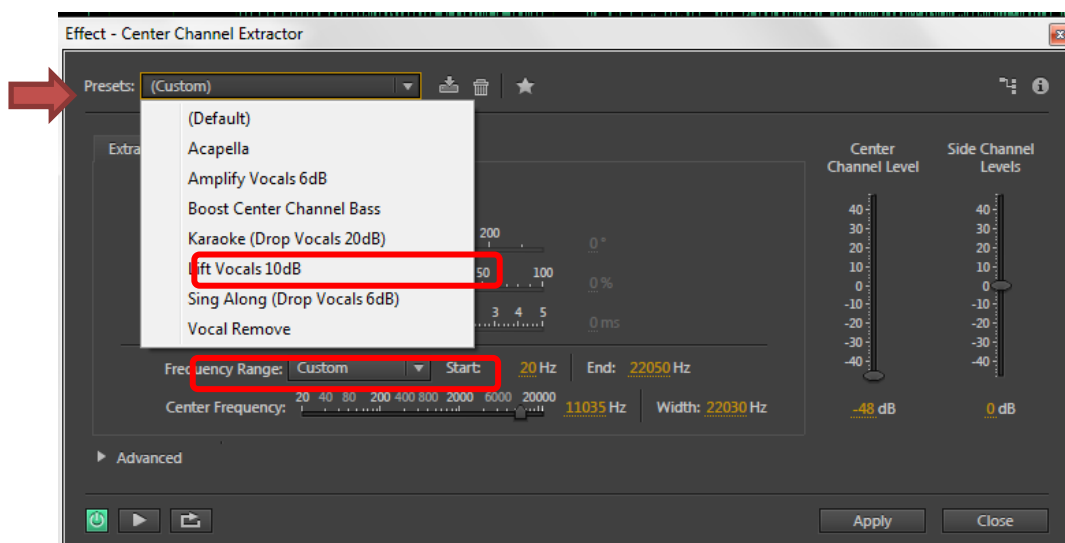 Effect - Center Channel Extractor
Presets: (Custom)
(Default)
Acapella
Amplify Vocals 6dB
Boost Center Channel Bass
Karaoke (Drop Vocals 20dB)
Lift Vocals 10dB
Sing Along (Drop Vocals 6dB)
Vocal Remove
Extra
200
0 °
50 100
0 %
3 4 5
0 ms
Frequency Range: Custom Start: 20 Hz End: 22050 Hz
20 40 80 200 400 800 2000 6000 20000
Center Frequency: 11035 Hz Width: 22030 Hz
Center
Channel Level
40
30
20
10
0
-10
-20
-30
-40
-48 dB
Side Channel
Levels
40
30
20
10
0
-10
-20
-30
-40
0 dB
Advanced
Apply Close